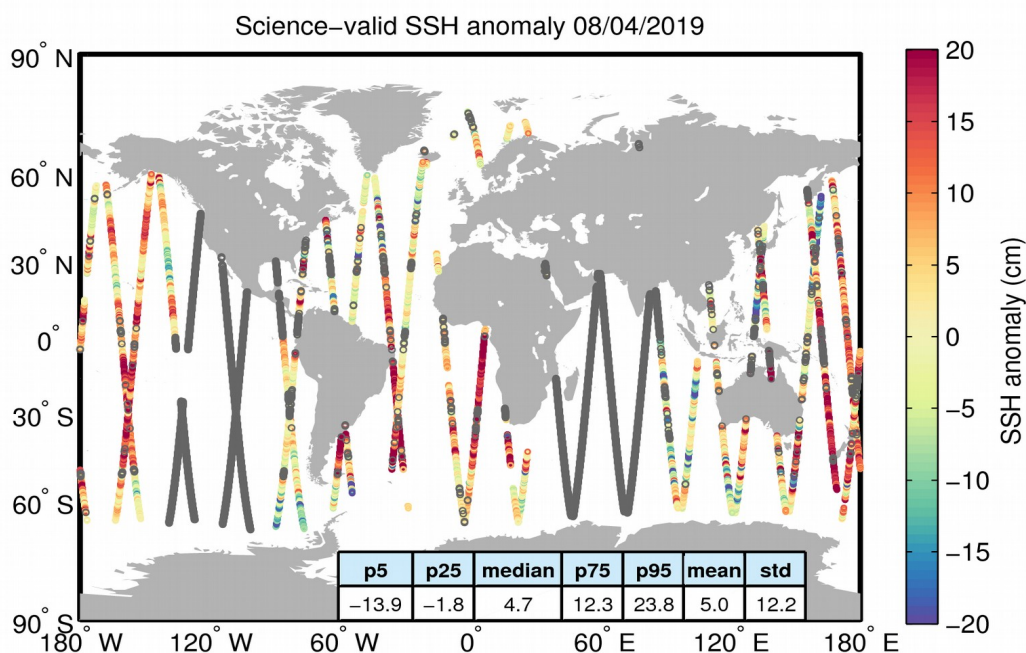 Science−valid SSH anomaly 08/04/2019
90° N
60° N
30° N
0°
30° S
60° S
90° S
180° W
120° W
60° W
0°
60° E
120° E
180° E
p5 p25 median p75 p95 mean std
−13.9 −1.8 4.7 12.3 23.8 5.0 12.2
20
15
10
5
0
−5
−10
−15
−20
SSH anomaly (cm)